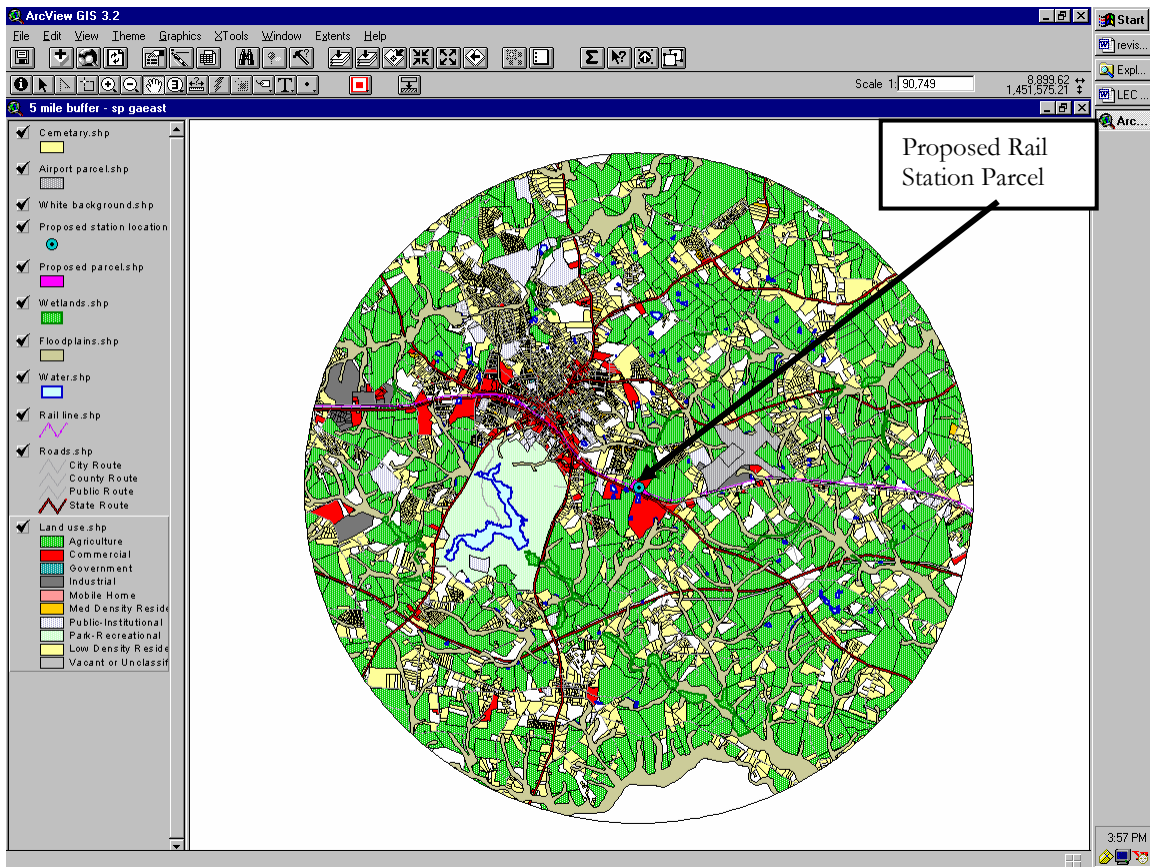 ArcView GIS 3.2
File Edit View Theme Graphics XTools Window Extents Help
Scale 1: 90,749
8,899.62
1,451,575.21
5 mile buffer - sp gaeast
Cemetary.shp
Airport parcel.shp
White background.shp
Proposed station location
Proposed parcel.shp
Wetlands.shp
Floodplains.shp
Water.shp
Rail line.shp
Roads.shp
City Route
County Route
Public Route
State Route
Land use.shp
Agriculture
Commercial
Government
Industrial
Mobile Home
Med Density Reside
Public-Institutional
Park-Recreational
Low Density Reside
Vacant or Unclassif
Proposed Rail
Station Parcel
Start
revis...
Expl...
LEC ...
Arc...
3:57 PM